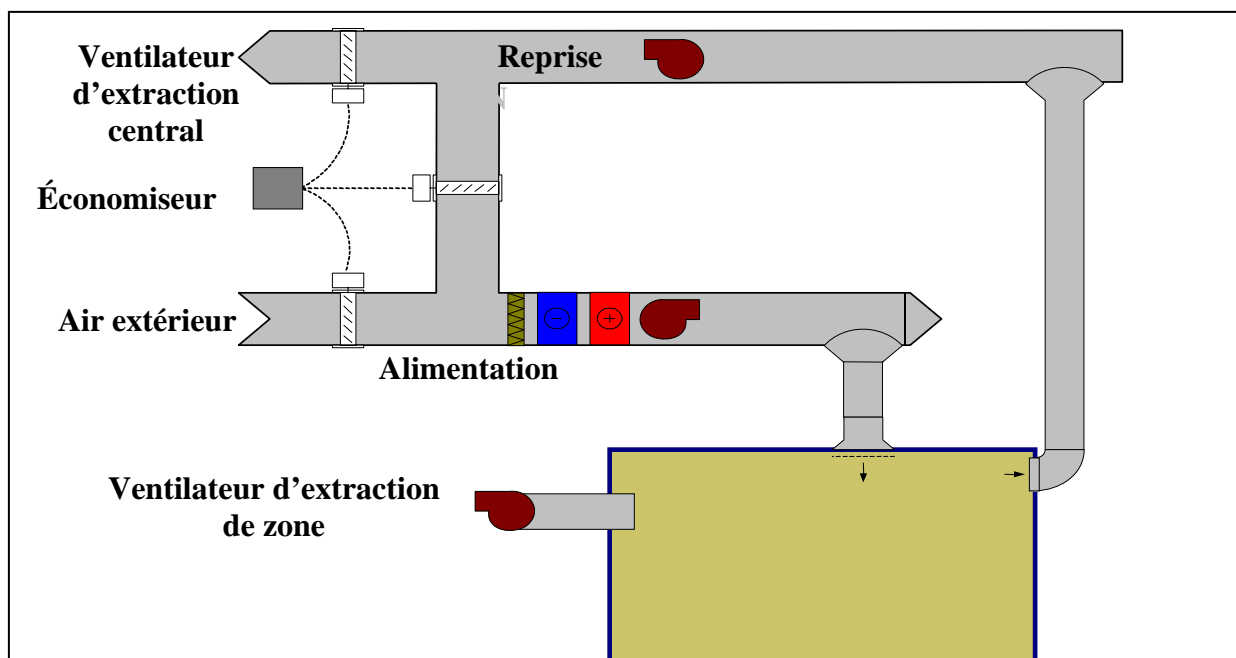 Ventilateur
d’extraction
central
Reprise
N
Économiseur
Air extérieur
Alimentation
Ventilateur d’extraction
de zone